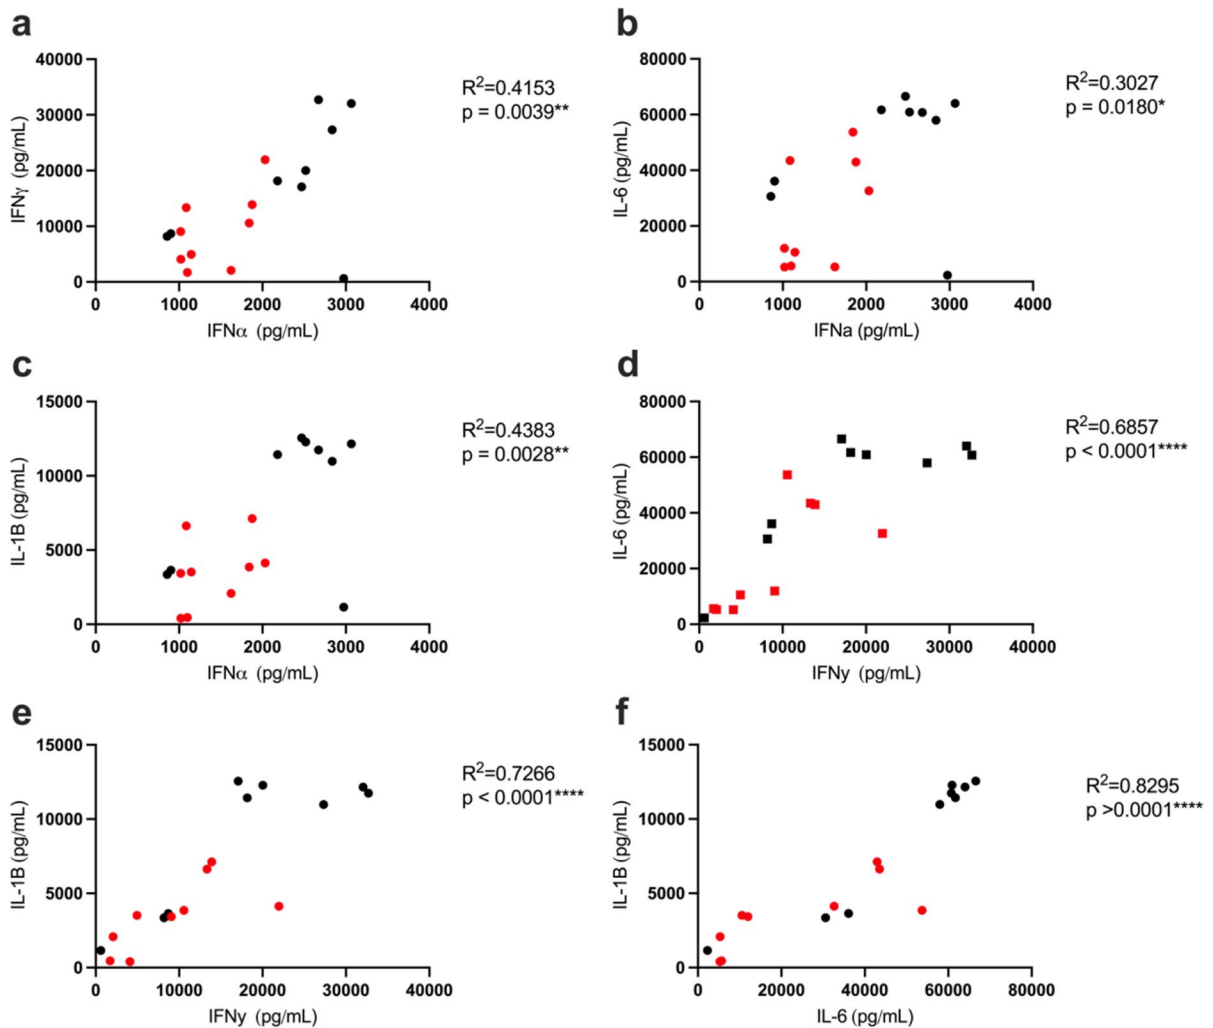 a
40000
30000
20000
10000
0
IFNγ (pg/mL)
0 1000 2000 3000 4000
IFNα (pg/mL)
R²=0.4153
p = 0.0039**
b
80000
60000
40000
20000
0
IL-6 (pg/mL)
0 1000 2000 3000 4000
IFNa (pg/mL)
R²=0.3027
p = 0.0180*
c
15000
10000
5000
0
IL-1B (pg/mL)
0 1000 2000 3000 4000
IFNα (pg/mL)
R²=0.4383
p = 0.0028**
d
80000
60000
40000
20000
0
IL-6 (pg/mL)
0 10000 20000 30000 40000
IFNy (pg/mL)
R²=0.6857
p < 0.0001****
e
15000
10000
5000
0
IL-1B (pg/mL)
0 10000 20000 30000 40000
IFNy (pg/mL)
R²=0.7266
p < 0.0001****
f
15000
10000
5000
0
IL-1B (pg/mL)
0 20000 40000 60000 80000
IL-6 (pg/mL)
R²=0.8295
p >0.0001****